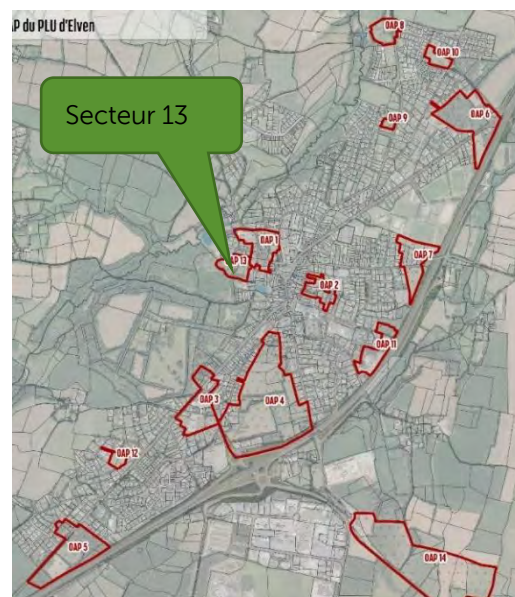 P du PLU d'Elven
OAP 8
OAP 10
Secteur 13
OAP 6
OAP 9
OAP 1
OAP 13
OAP 7
OAP 2
OAP 11
OAP 3
OAP 4
OAP 12
OAP 5
OAP 14